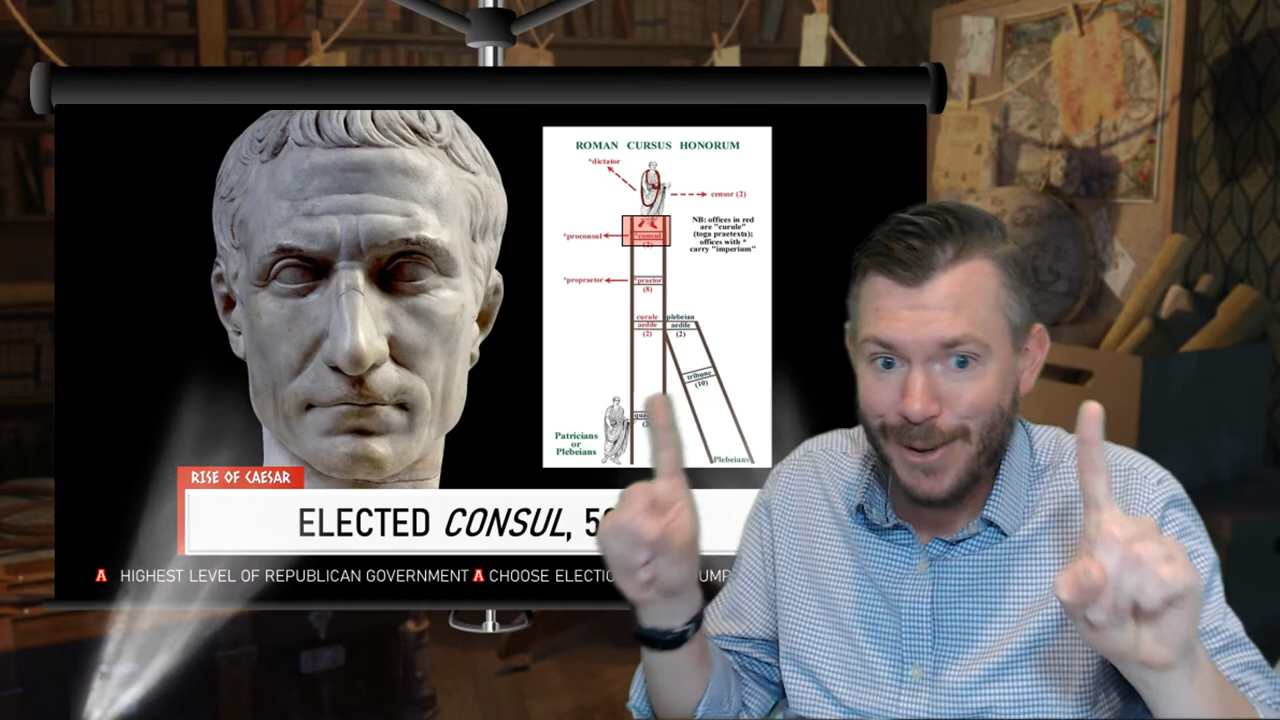 ROMAN CURSUS HONORUM
*dictator
censor (2)
NB: offices in red
are "curule"
(toga praetexta);
offices with *
carry "imperium"
*proconsul
*consul
(2)
*propraetor
*praetor
(8)
curule
aedile
(2)
plebeian
aedile
(2)
tribune
(10)
Patricians
or
Plebeians
Plebeians
RISE OF CAESAR
ELECTED CONSUL, 5
A HIGHEST LEVEL OF REPUBLICAN GOVERNMENT A CHOOSE